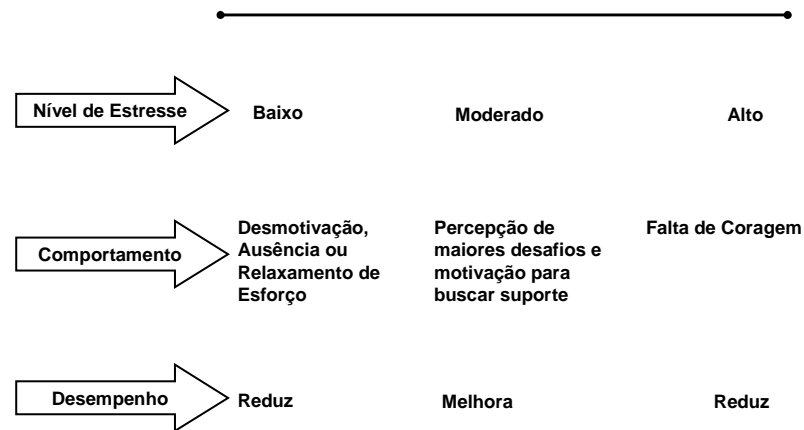 Nível de Estresse
Baixo
Moderado
Alto
Comportamento
Desmotivação,
Ausência ou
Relaxamento de
Esforço
Percepção de
maiores desafios e
motivação para
buscar suporte
Falta de Coragem
Desempenho
Reduz
Melhora
Reduz